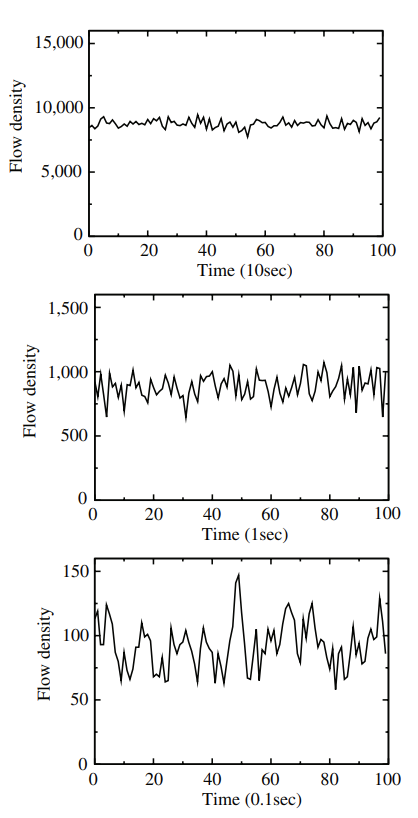 15,000
10,000
5,000
0
Flow density
0 20 40 60 80 100
Time (10sec)
1,500
1,000
500
0
Flow density
0 20 40 60 80 100
Time (1sec)
150
100
50
0
Flow density
0 20 40 60 80 100
Time (0.1sec)